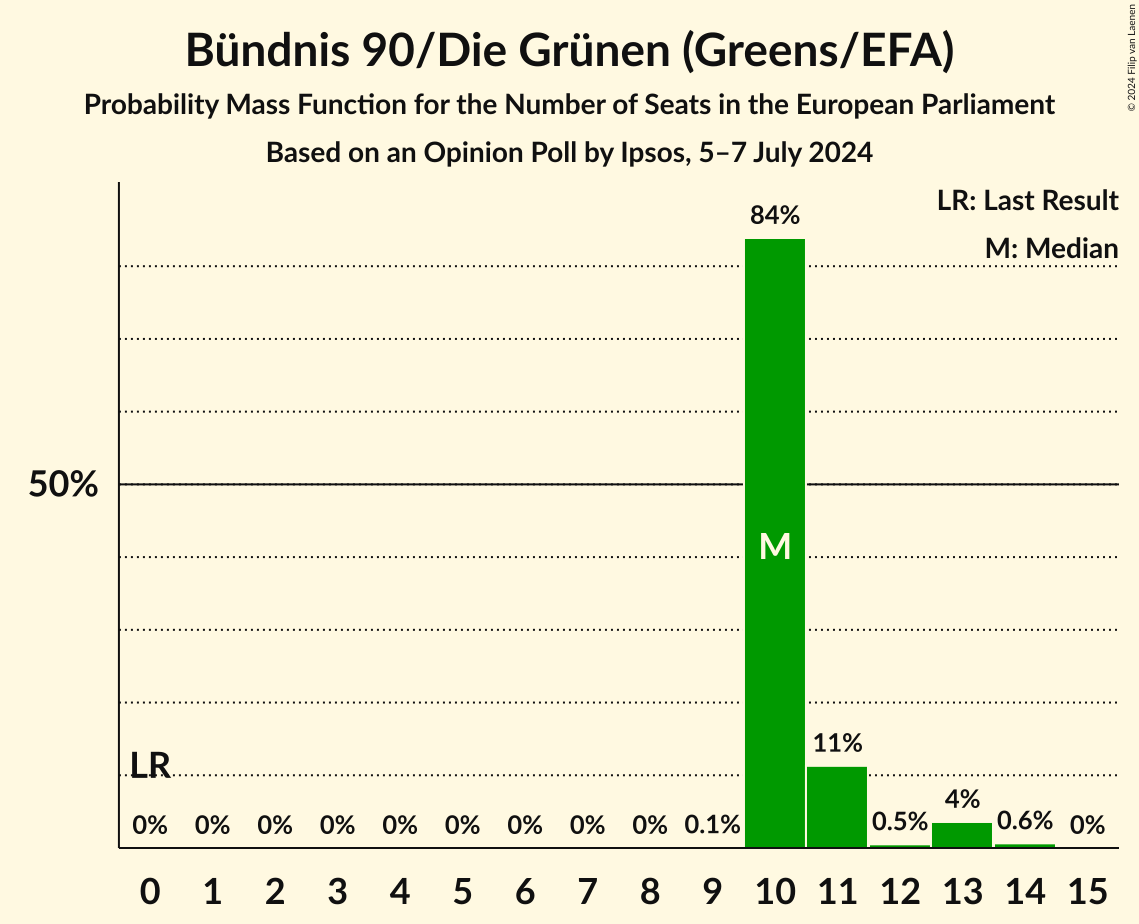 Bündnis 90/Die Grünen (Greens/EFA)
Probability Mass Function for the Number of Seats in the European Parliament
Based on an Opinion Poll by Ipsos, 5–7 July 2024
© 2024 Filip van Laenen
LR: Last Result
M: Median
84%
50%
M
LR
11%
0% 0% 0% 0% 0% 0% 0% 0% 0% 0.1% 0.5% 4% 0.6% 0%
0 1 2 3 4 5 6 7 8 9 10 11 12 13 14 15